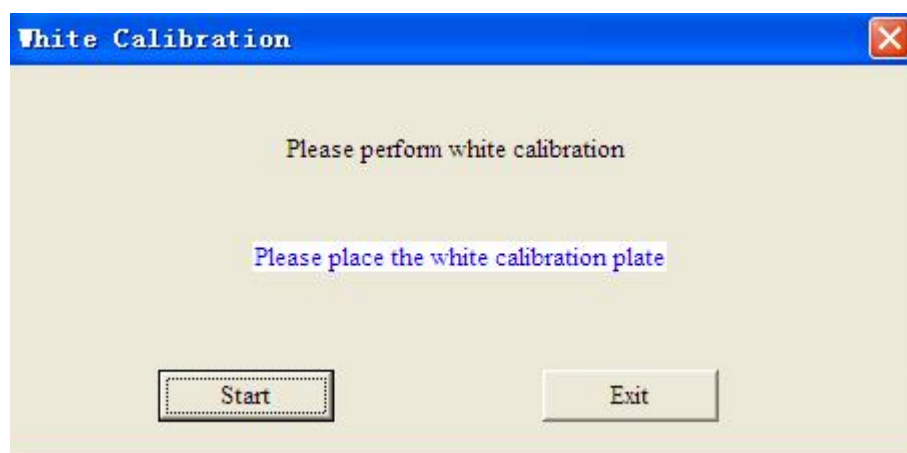 White Calibration
Please perform white calibration
Please place the white calibration plate
Start
Exit